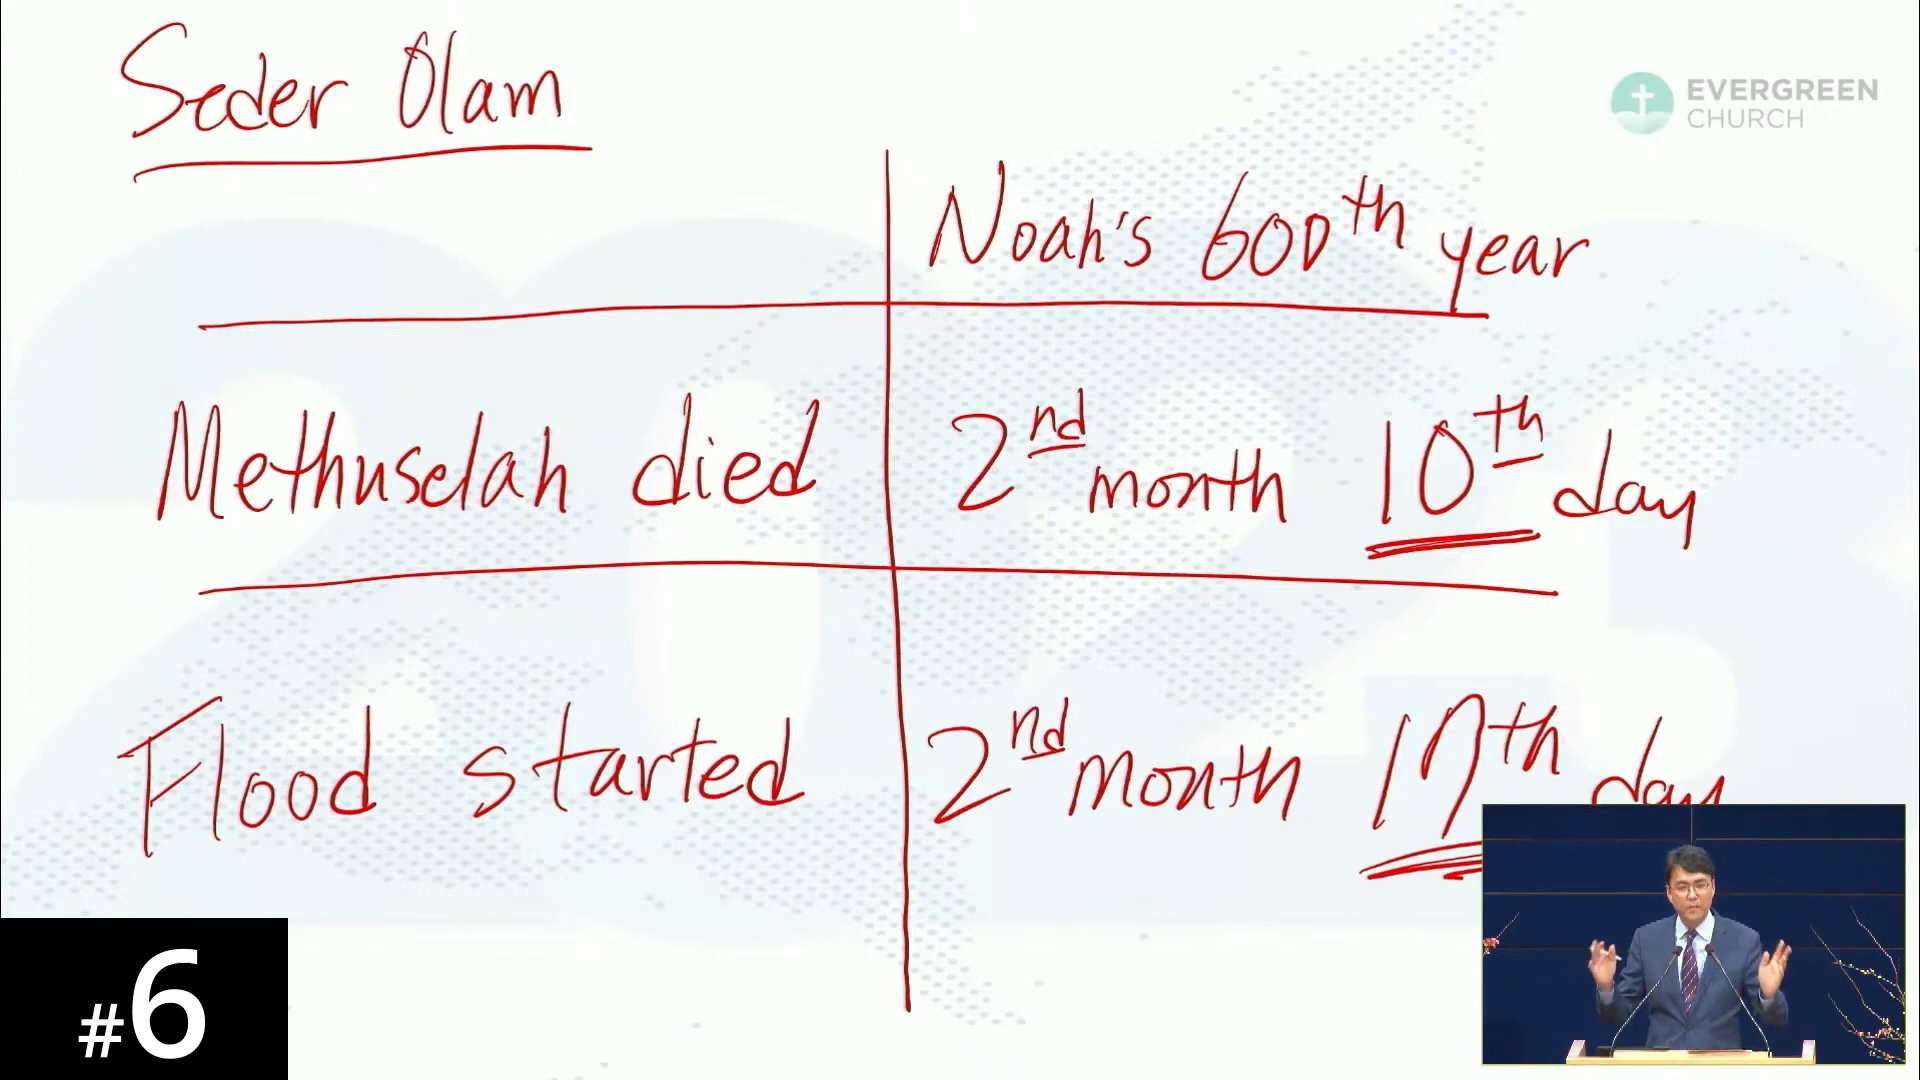 Seder Olam
EVERGREEN
CHURCH
Noah's 600th year
Methuselah died 2nd month 10th day
Flood started 2nd month 17th day
#6